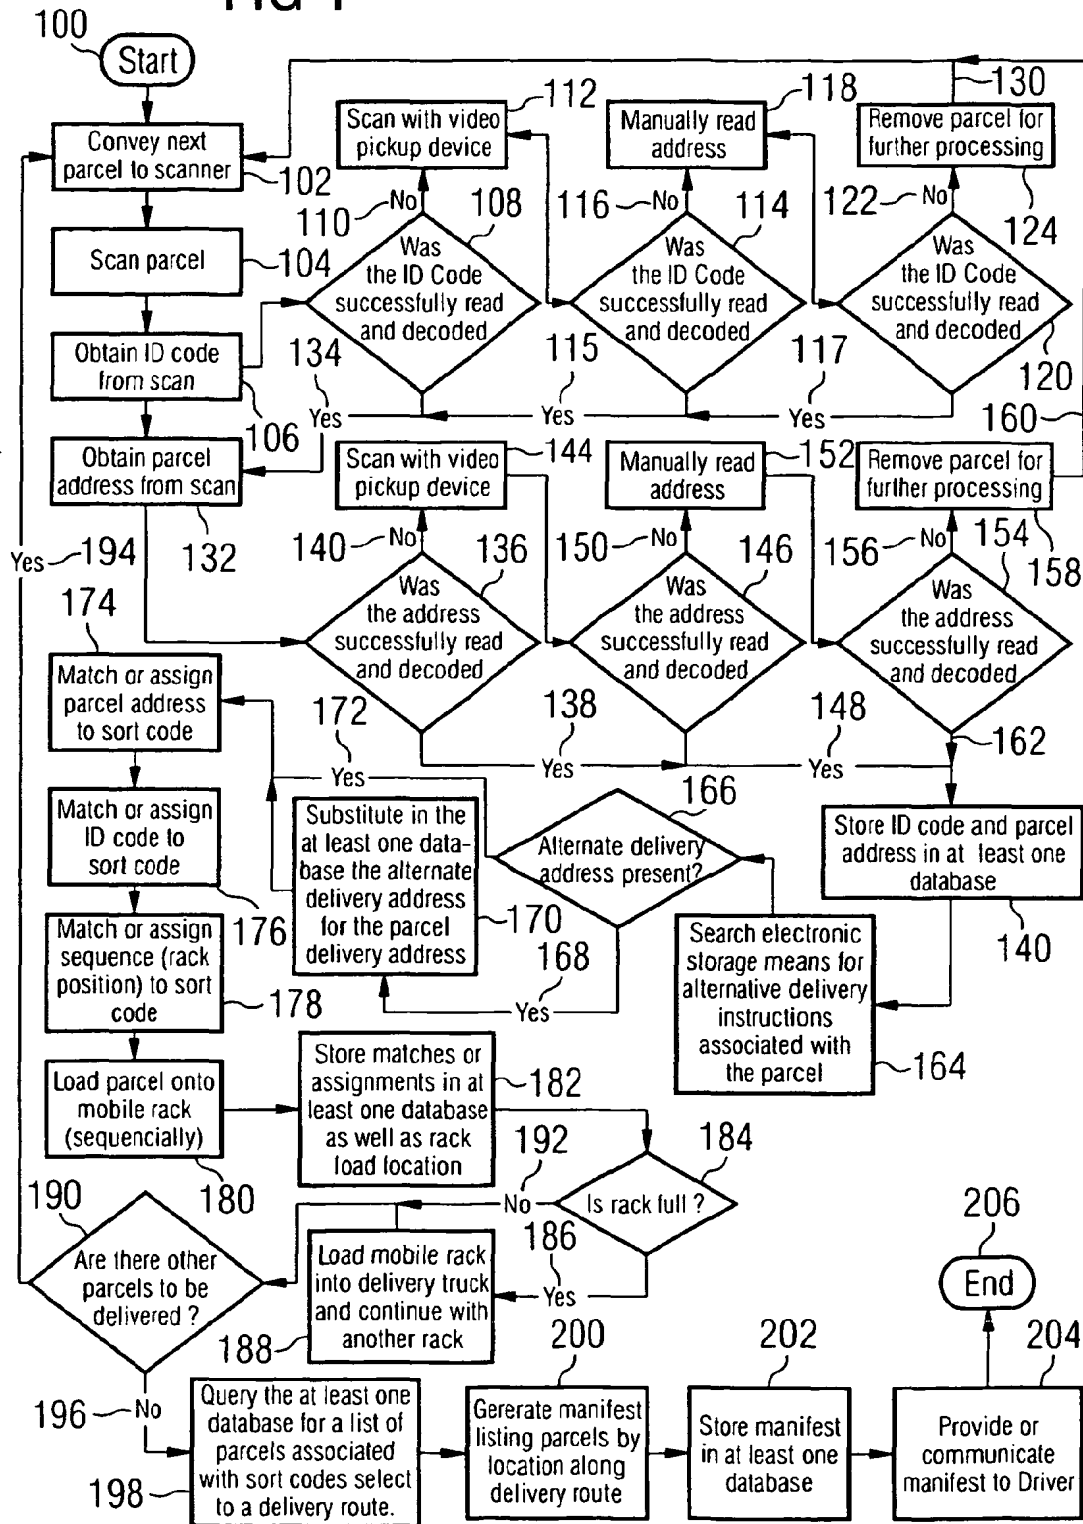 FIG 1
100
Start
Convey next
parcel to scanner
102
Scan parcel
104
Obtain ID code
from scan
106
Obtain parcel
address from scan
132
Scan with video
pickup device
112
110
No
108
Was
the ID Code
successfully read
and decoded
134
Yes
Manually read
address
118
116
No
114
Was
the ID Code
successfully read
and decoded
115
Yes
130
Remove parcel for
further processing
124
122
No
Was
the ID Code
successfully read
and decoded
120
117
Yes
160
Scan with video
pickup device
144
140
No
136
Was
the address
successfully read
and decoded
138
Yes
Manually read
address
152
150
No
146
Was
the address
successfully read
and decoded
148
Yes
Remove parcel for
further processing
158
156
No
154
Was
the address
successfully read
and decoded
162
Yes
194
174
Match or assign
parcel address
to sort code
172
Yes
Match or assign
ID code to
sort code
176
Match or assign
sequence (rack
position) to sort
code
178
Substitute in the
at least one data-
base the alternate
delivery address
for the parcel
delivery address
170
166
Alternate delivery
address present?
168
Yes
Store ID code and parcel
address in at least one
database
140
Search electronic
storage means for
alternative delivery
instructions
associated with
the parcel
164
Load parcel onto
mobile rack
(sequencially)
180
Store matches or
assignments in at
least one database
as well as rack
load location
182
184
Is rack full ?
192
No
186
Yes
190
Are there other
parcels to be
delivered ?
Load mobile rack
into delivery truck
and continue with
another rack
188
196
No
Query the at least one
database for a list of
parcels associated
with sort codes select
to a delivery route.
198
200
Gererate manifest
listing parcels by
location along
delivery route
202
Store manifest
in at least one
database
204
Provide or
communicate
manifest to Driver
206
End